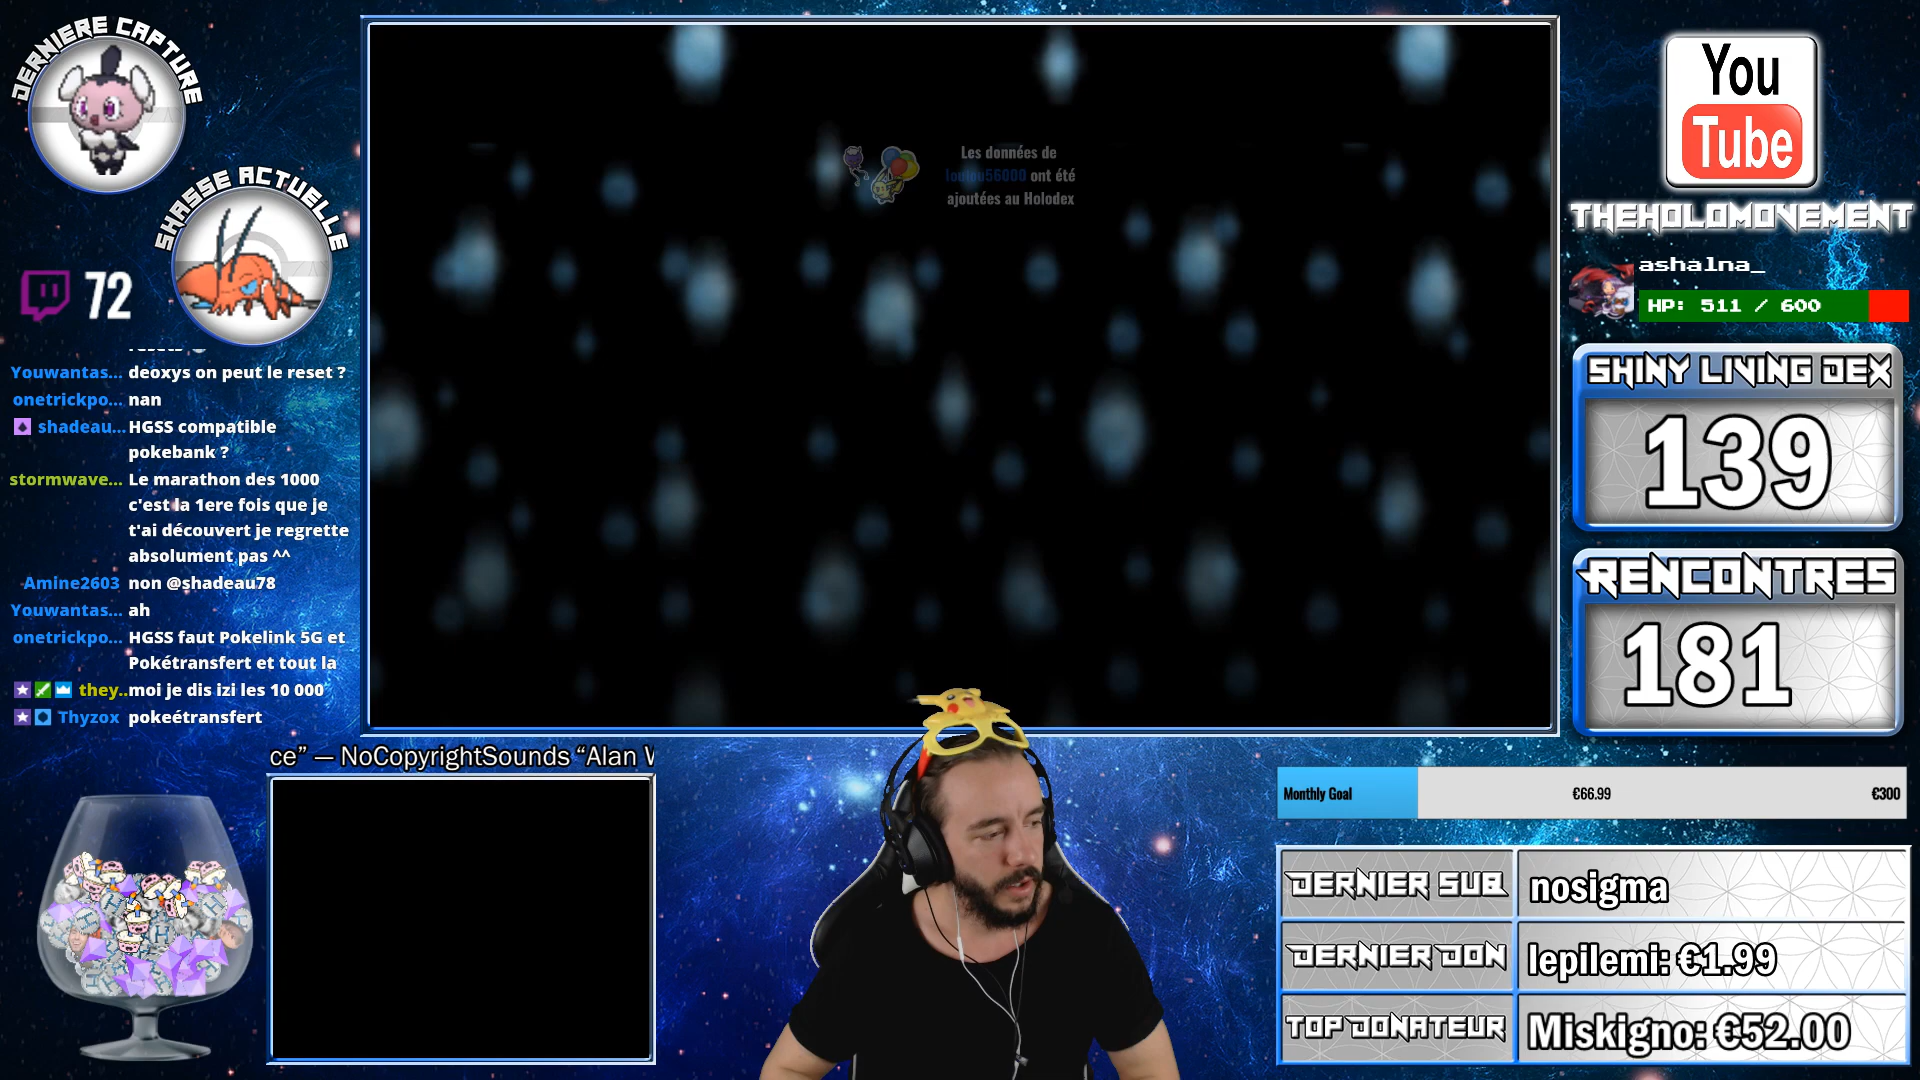 DERNIERE CAPTURE
SHASSE ACTUELLE
72
Youwantas... deoxys on peut le reset ?
onetrickpo... nan
shadeau... HGSS compatible
pokebank ?
stormwave... Le marathon des 1000
c'est la 1ere fois que je
t'ai découvert je regrette
absolument pas ^^
Amine2603 non @shadeau78
Youwantas... ah
onetrickpo... HGSS faut Pokelink 5G et
Pokétransfert et tout la
they.. moi je dis izi les 10 000
Thyzox pokeétransfert
Les données de
loulou56000 ont été
ajoutées au Holodex
You
Tube
THEHOLOMOVEMENT
ashalna_
HP: 511 / 600
SHINY LIVING DEX
139
RENCONTRES
181
ce” — NoCopyrightSounds “Alan W
Monthly Goal €66.99 €300
DERNIER SUB nosigma
DERNIER DON lepilemi: €1.99
TOP DONATEUR Miskigno: €52.00